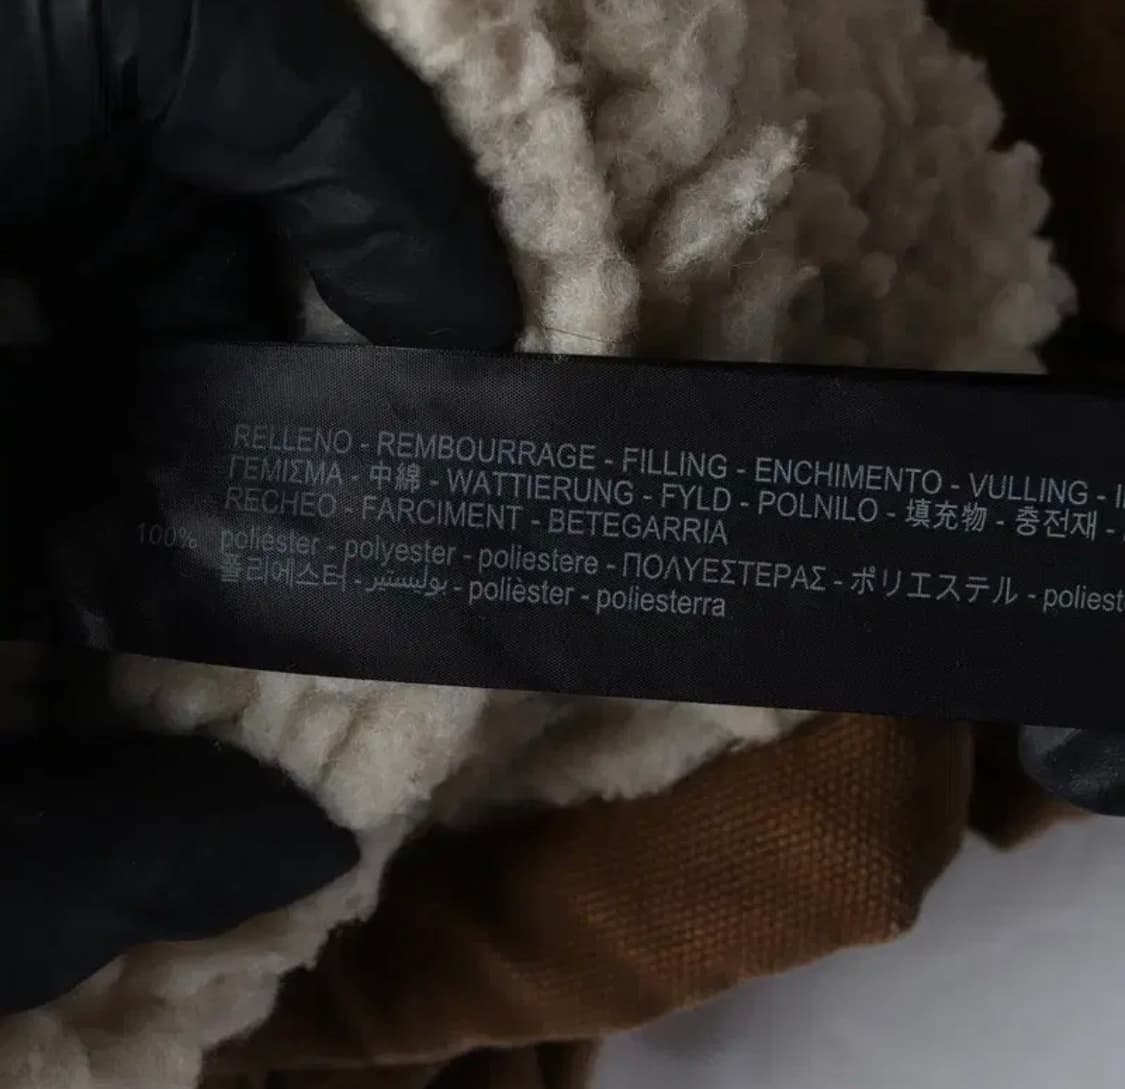 RELLENO - REMBOURRAGE - FILLING - ENCHIMENTO - VULLING -
ΓΕΜΙΣΜΑ - 中綿 - WATTIERUNG - FYLD - POLNILO - 填充物 - 충전재 -
RECHEO - FARCIMENT - BETEGARRIA
100% poliéster - polyester - poliestere - ΠΟΛΥΕΣΤΕΡΑΣ - ポリエステル - poliest
폴리에스터 - بوليستير - polièster - poliesterra